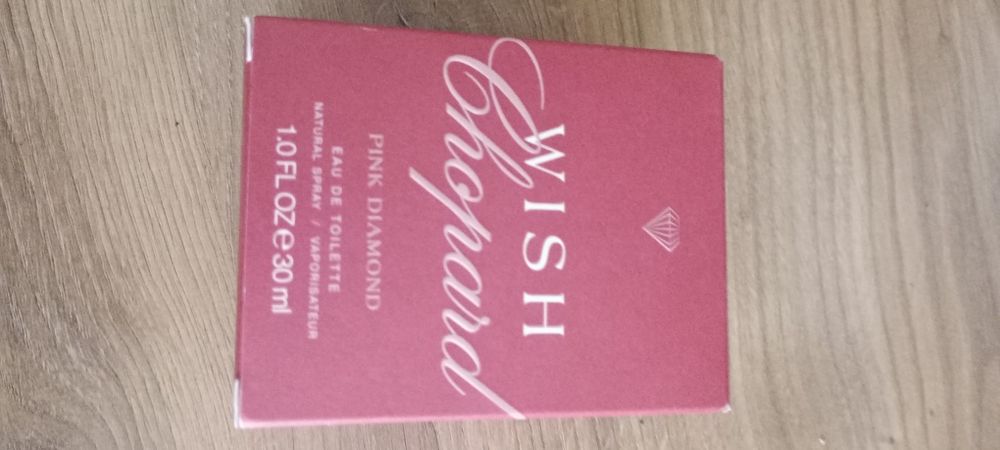 WISH
Chopard
PINK DIAMOND
EAU DE TOILETTE
NATURAL SPRAY / VAPORISATEUR
1.0 FL OZ ℮ 30 ml